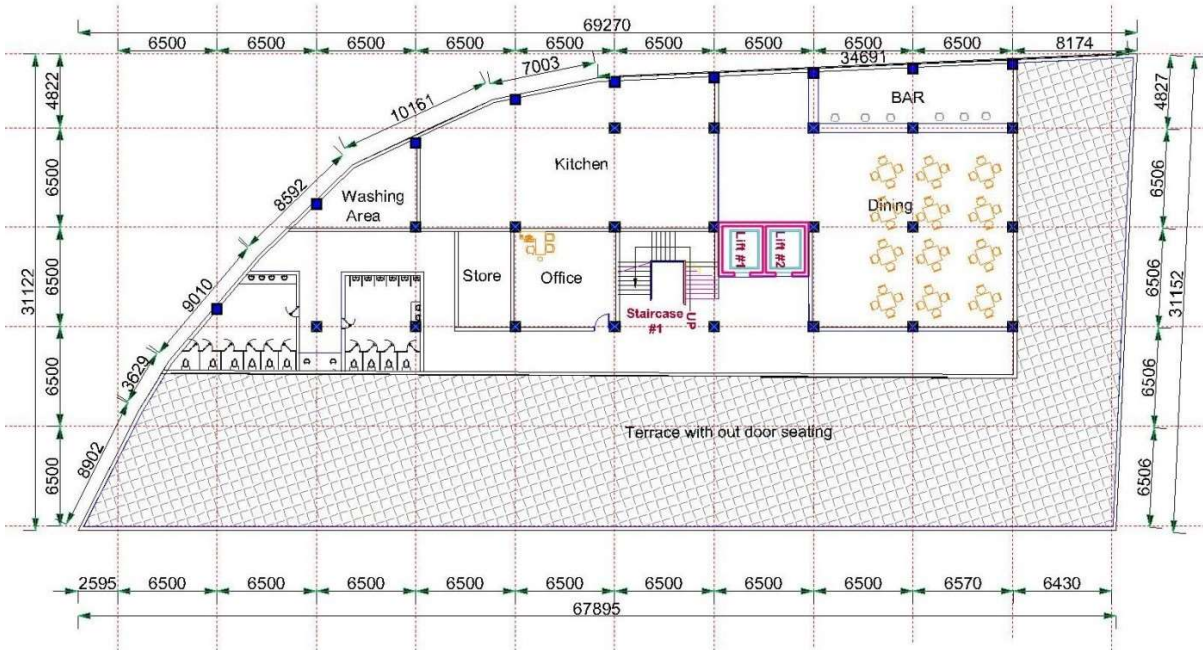 69270
6500 6500 6500 6500 6500 6500 6500 6500 6500 8174
7003
34691
10161
8592
9010
3629
8902
31122
4822
6500
6500
6500
6500
4827
6506
6506
6506
6506
31152
BAR
Kitchen
Washing
Area
Dining
Store
Office
Lift #1
Lift #2
Staircase
#1
UP
Terrace with out door seating
2595 6500 6500 6500 6500 6500 6500 6500 6500 6570 6430
67895